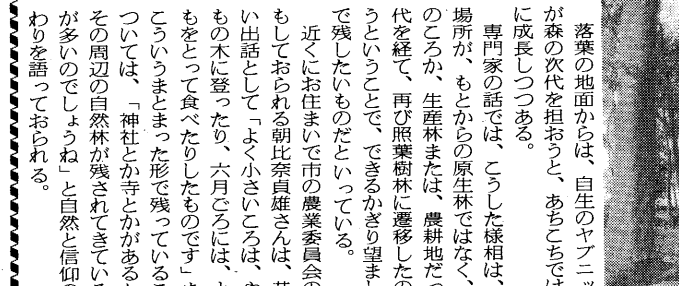 落葉の地面からは、自生のヤブニッ
が森の次代を担おうと、あちこちでは
に成長しつつある。
専門家の話では、こうした様相は、
場所が、もとからの原生林ではなく、
のころか、生産林または、農耕地だっ
代を経て、再び照葉樹林に遷移したの
うということで、できるかぎり望まし
で残したいものだといっている。
近くにお住まいで市の農業委員会の
もしておられる朝比奈貞雄さんは、昔
い出話として「よく小さいころは、
もの木に登ったり、六月ごろには、
もをとって食べたりしたものです」
こういうまとまった形で残っているこ
ついては、「神社とか寺とかがあると
その周辺の自然林が残されてきている
が多いのでしょうね」と自然と信仰の
わりを語っておられる。